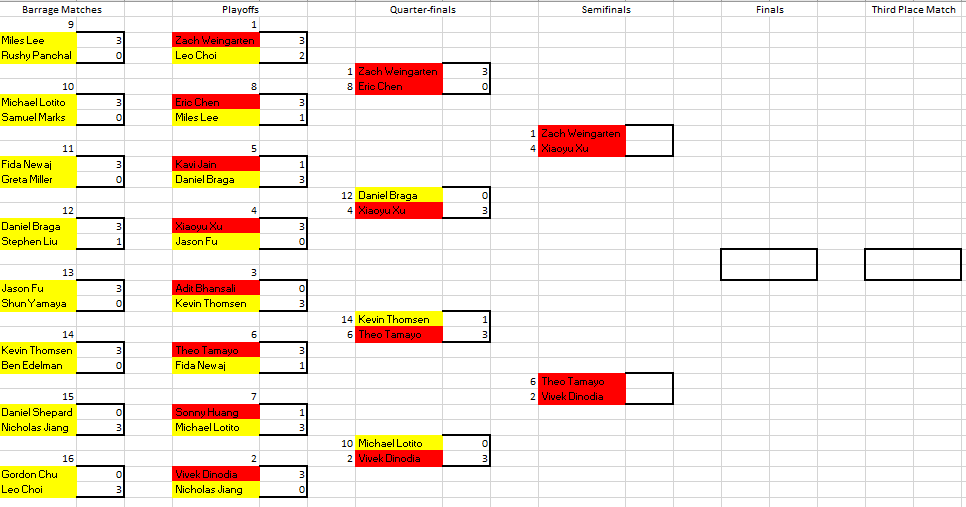 Barrage Matches Playoffs Quarter-finals Semifinals Finals Third Place Match
9 1
Miles Lee 3 Zach Weingarten 3
Rushy Panchal 0 Leo Choi 2
1 Zach Weingarten 3
10 8 8 Eric Chen 0
Michael Lotito 3 Eric Chen 3
Samuel Marks 0 Miles Lee 1
1 Zach Weingarten
11 5 4 Xiaoyu Xu
Fida Newaj 3 Kavi Jain 1
Greta Miller 0 Daniel Braga 3
12 Daniel Braga 0
12 4 4 Xiaoyu Xu 3
Daniel Braga 3 Xiaoyu Xu 3
Stephen Liu 1 Jason Fu 0
13 3
Jason Fu 3 Adit Bhansali 0
Shun Yamaya 0 Kevin Thomsen 3
14 Kevin Thomsen 1
14 6 6 Theo Tamayo 3
Kevin Thomsen 3 Theo Tamayo 3
Ben Edelman 0 Fida Newaj 1
6 Theo Tamayo
15 7 2 Vivek Dinodia
Daniel Shepard 0 Sonny Huang 1
Nicholas Jiang 3 Michael Lotito 3
10 Michael Lotito 0
16 2 2 Vivek Dinodia 3
Gordon Chu 0 Vivek Dinodia 3
Leo Choi 3 Nicholas Jiang 0